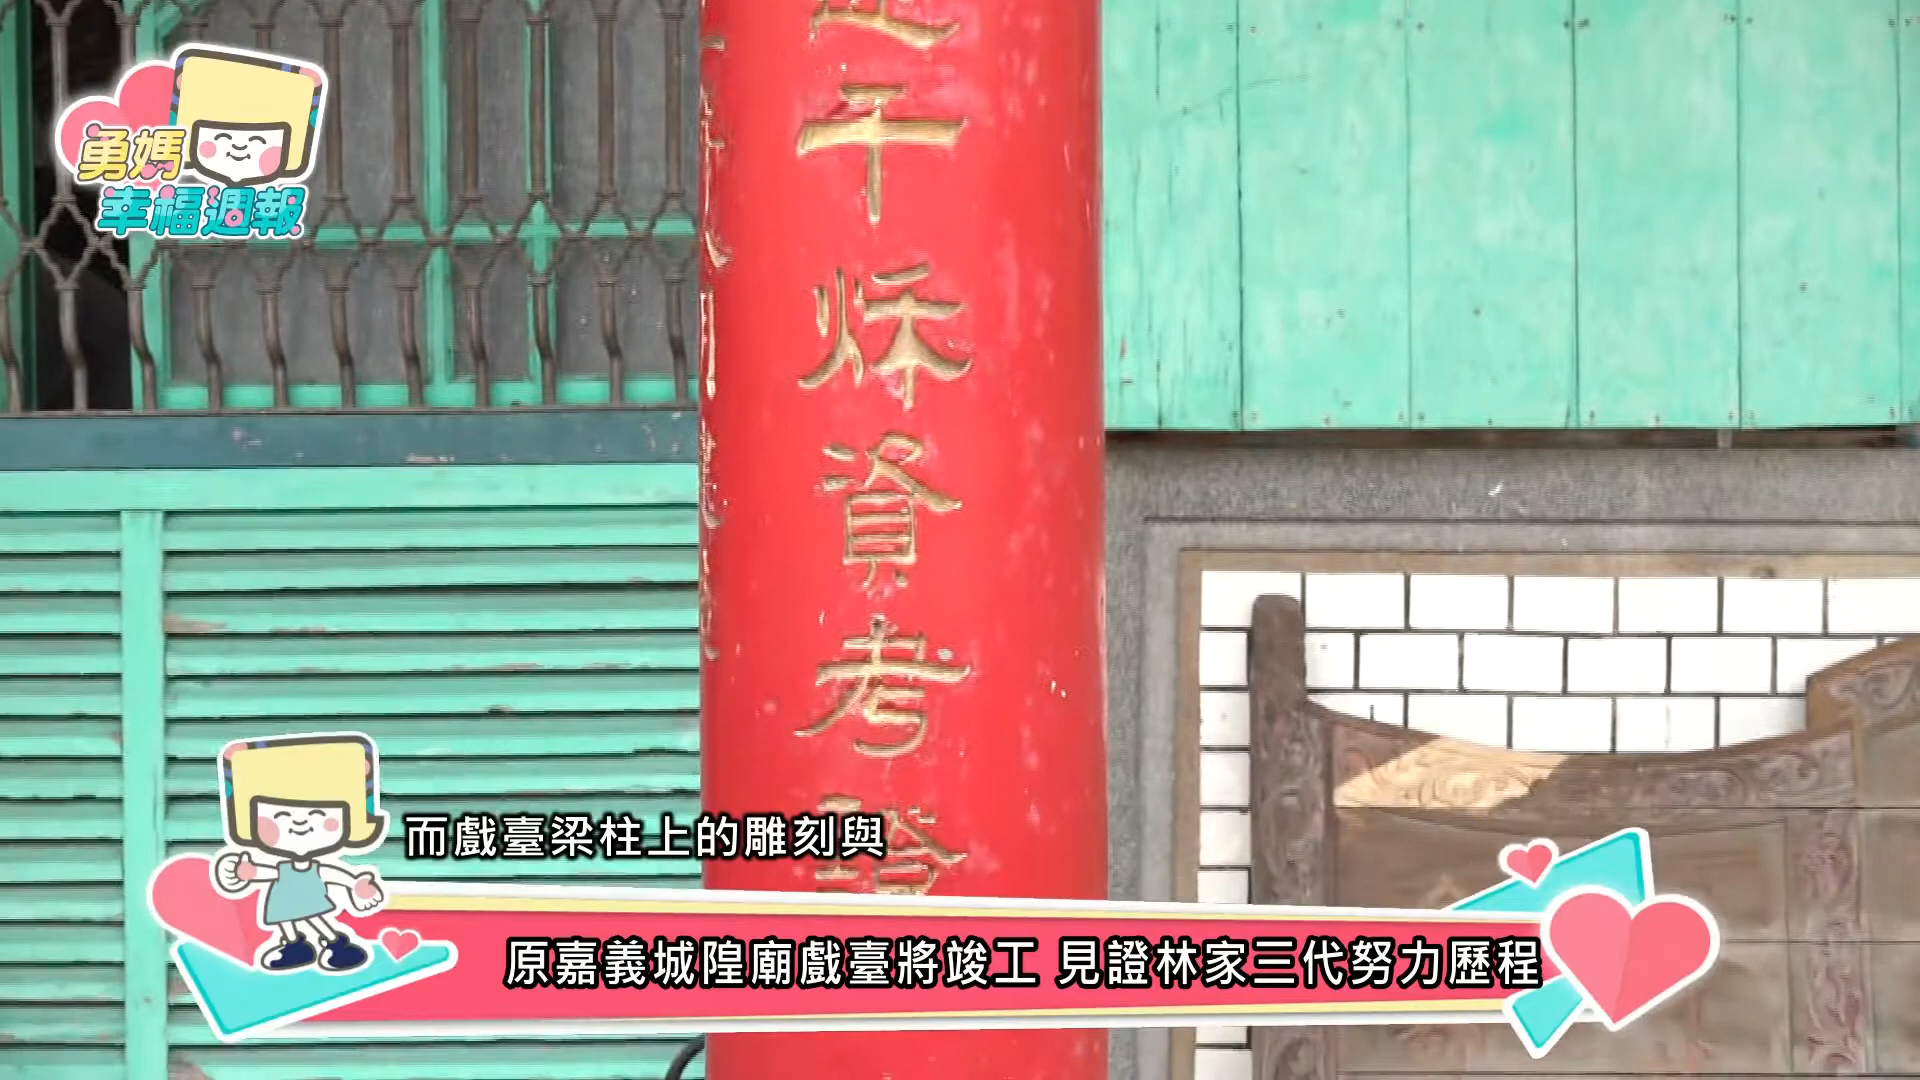 勇媽
幸福週報
千
秋
資
考
證
而戲臺梁柱上的雕刻與
原嘉義城隍廟戲臺將竣工 見證林家三代努力歷程